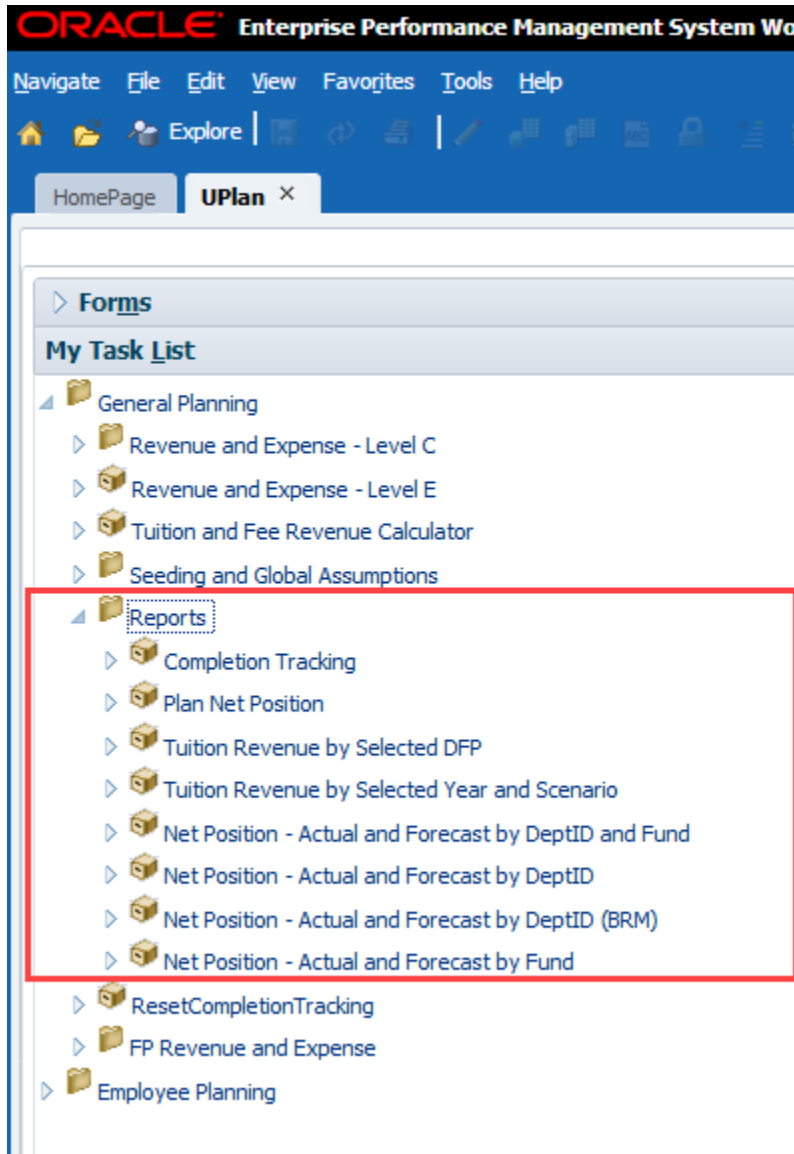 ORACLE Enterprise Performance Management System Wo
Navigate File Edit View Favorites Tools Help
Explore
HomePage UPlan ×
Forms
My Task List
General Planning
Revenue and Expense - Level C
Revenue and Expense - Level E
Tuition and Fee Revenue Calculator
Seeding and Global Assumptions
Reports
Completion Tracking
Plan Net Position
Tuition Revenue by Selected DFP
Tuition Revenue by Selected Year and Scenario
Net Position - Actual and Forecast by DeptID and Fund
Net Position - Actual and Forecast by DeptID
Net Position - Actual and Forecast by DeptID (BRM)
Net Position - Actual and Forecast by Fund
ResetCompletionTracking
FP Revenue and Expense
Employee Planning